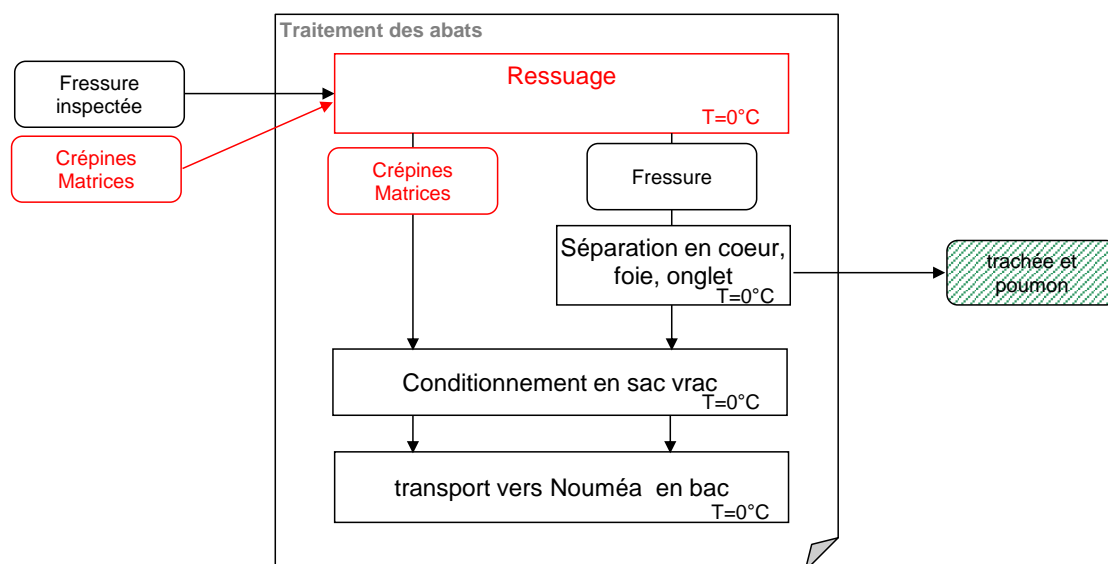 Traitement des abats
Fressure
inspectée
Ressuage
T=0°C
Crépines
Matrices
Crépines
Matrices
Fressure
Séparation en coeur,
foie, onglet
T=0°C
trachée et
poumon
Conditionnement en sac vrac
T=0°C
transport vers Nouméa en bac
T=0°C